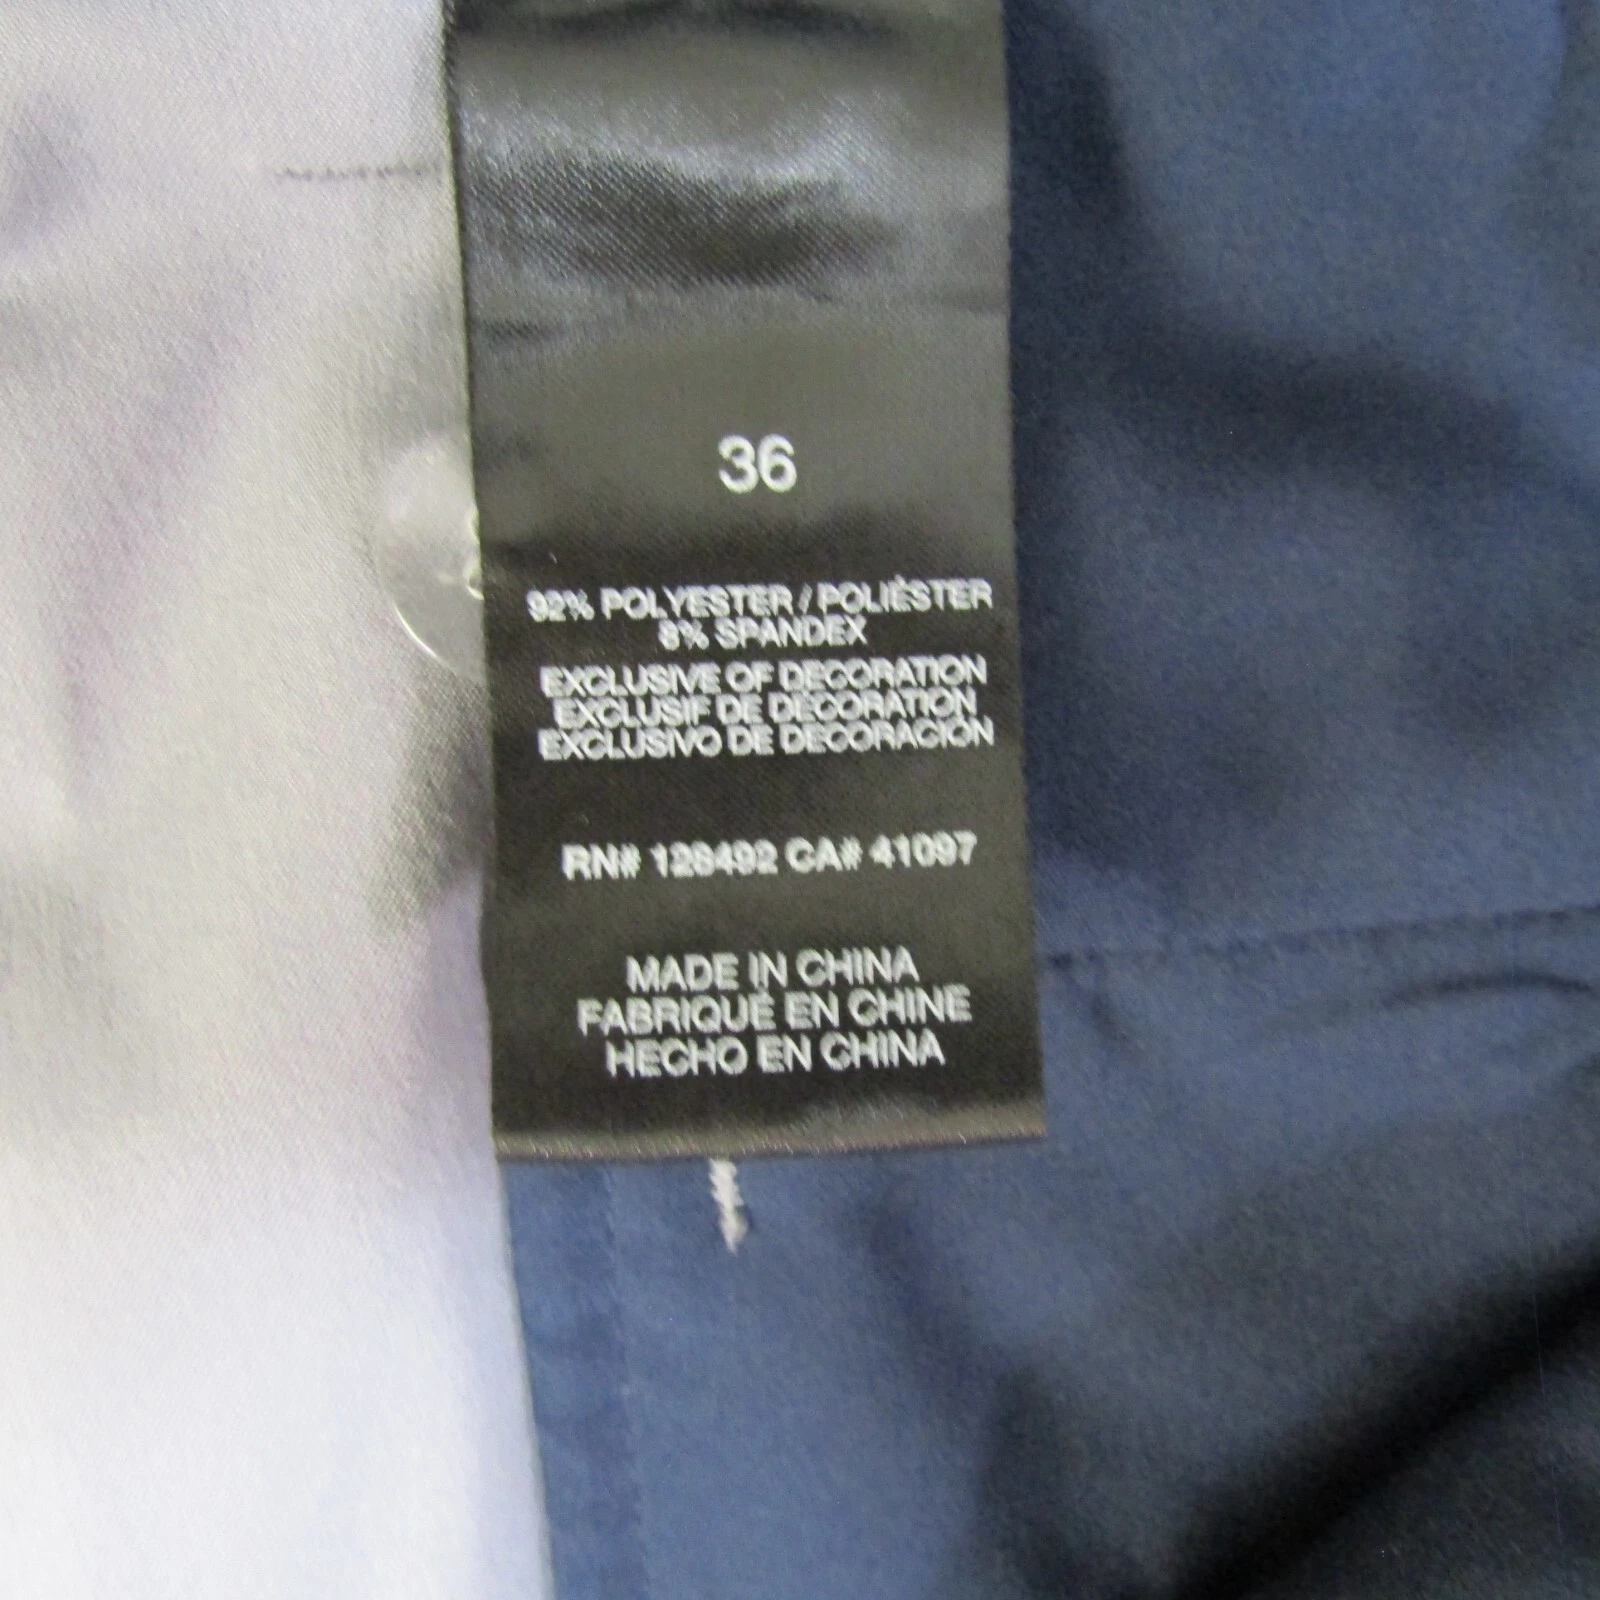 36
92% POLYESTER / POLIÉSTER
8% SPANDEX
EXCLUSIVE OF DECORATION
EXCLUSIF DE DECORATION
EXCLUSIVO DE DECORACIÓN
RN# 128492 CA# 41097
MADE IN CHINA
FABRIQUÉ EN CHINE
HECHO EN CHINA